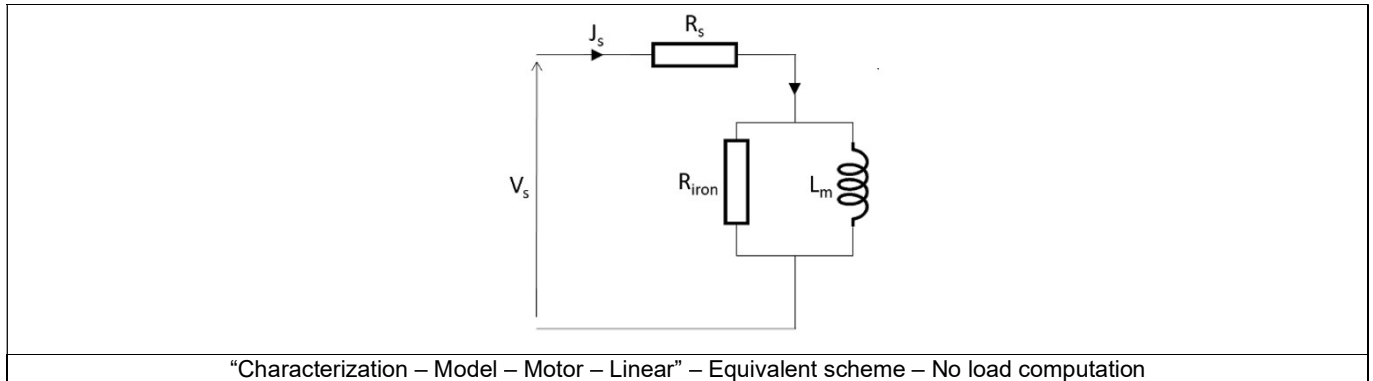 Js
Rs
Vs
Riron
Lm
“Characterization – Model – Motor – Linear” – Equivalent scheme – No load computation